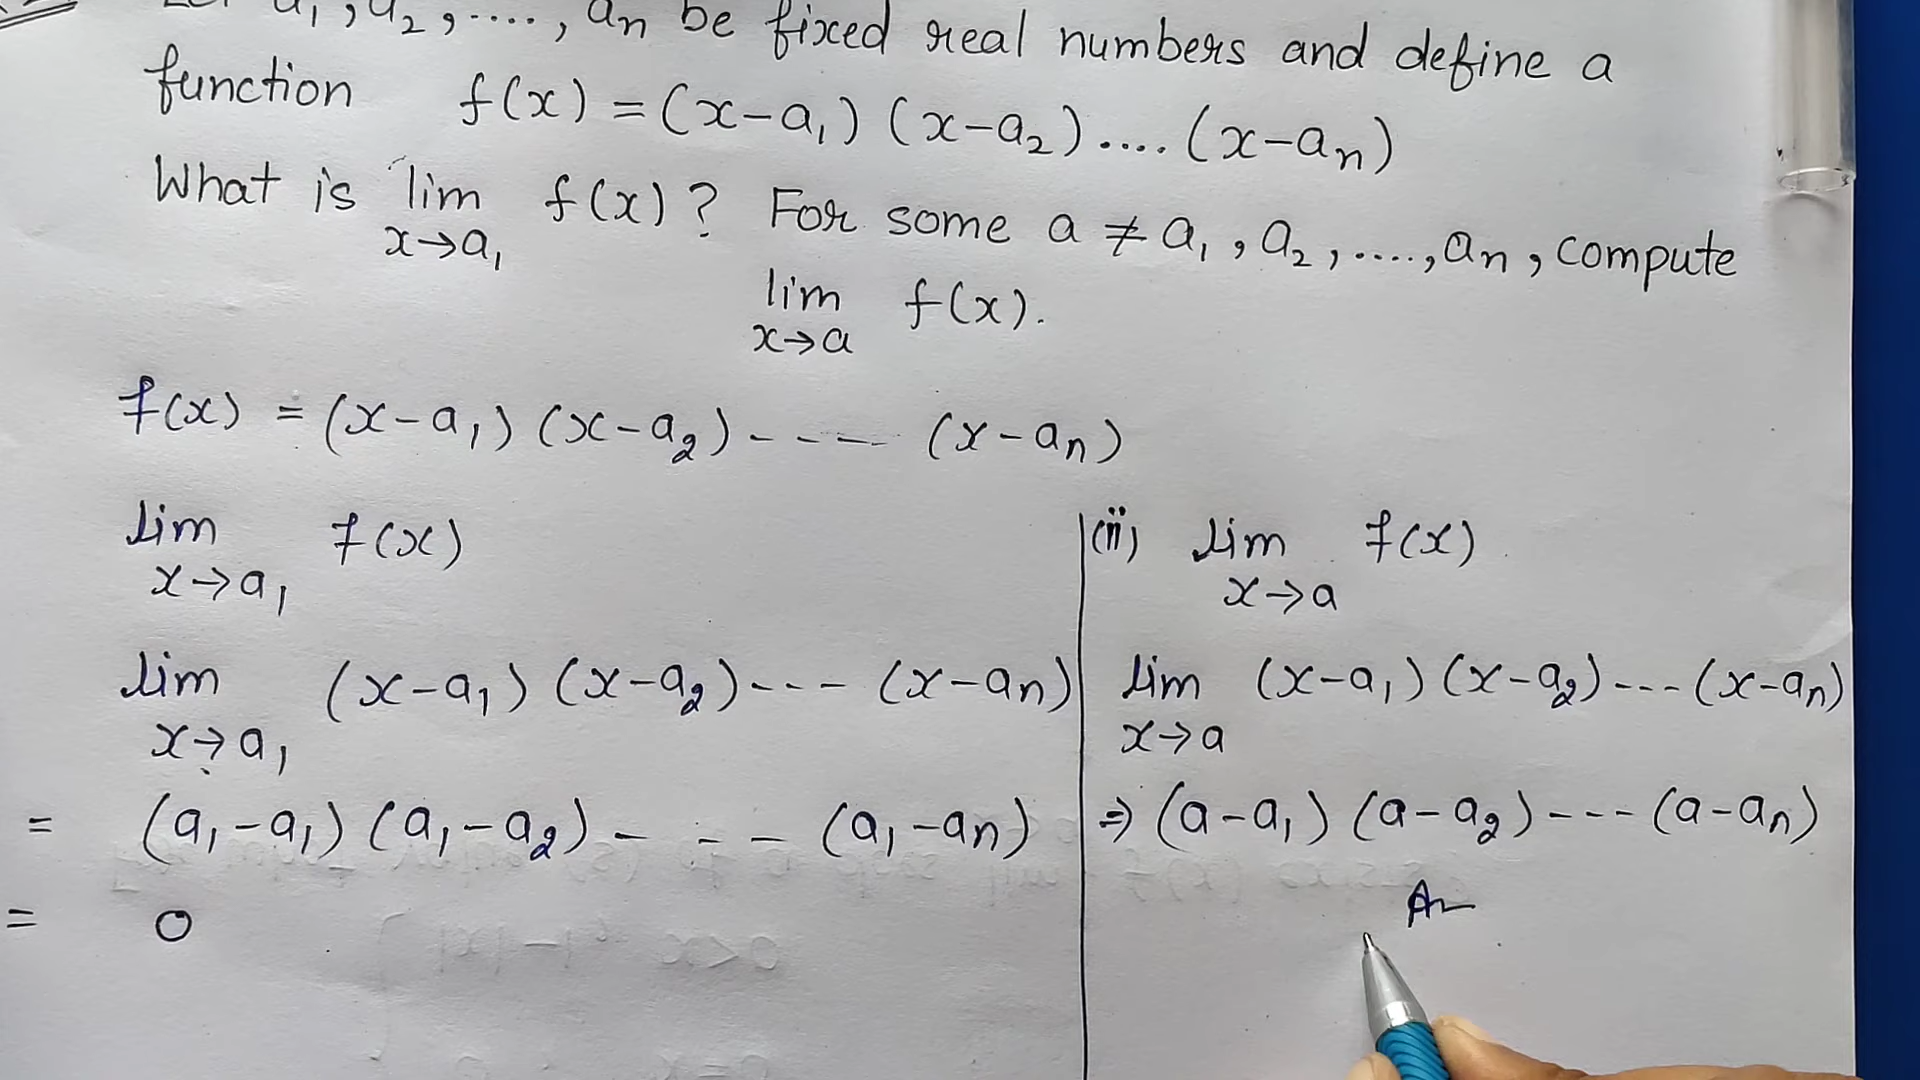 Let a₁, a₂, ...., aₙ be fixed real numbers and define a
function f(x) = (x-a₁) (x-a₂) .... (x-aₙ)
What is lim f(x)? For some a ≠ a₁, a₂, ...., aₙ, compute
x→a₁
lim f(x).
x→a
f(x) = (x-a₁) (x-a₂) ---- (x-aₙ)
lim f(x)
x→a₁
lim (x-a₁) (x-a₂) --- (x-aₙ)
x→a₁
= (a₁-a₁) (a₁-a₂) - - - (a₁-aₙ)
= 0
(ii) lim f(x)
x→a
lim (x-a₁) (x-a₂) --- (x-aₙ)
x→a
⇒ (a-a₁) (a-a₂) --- (a-aₙ)